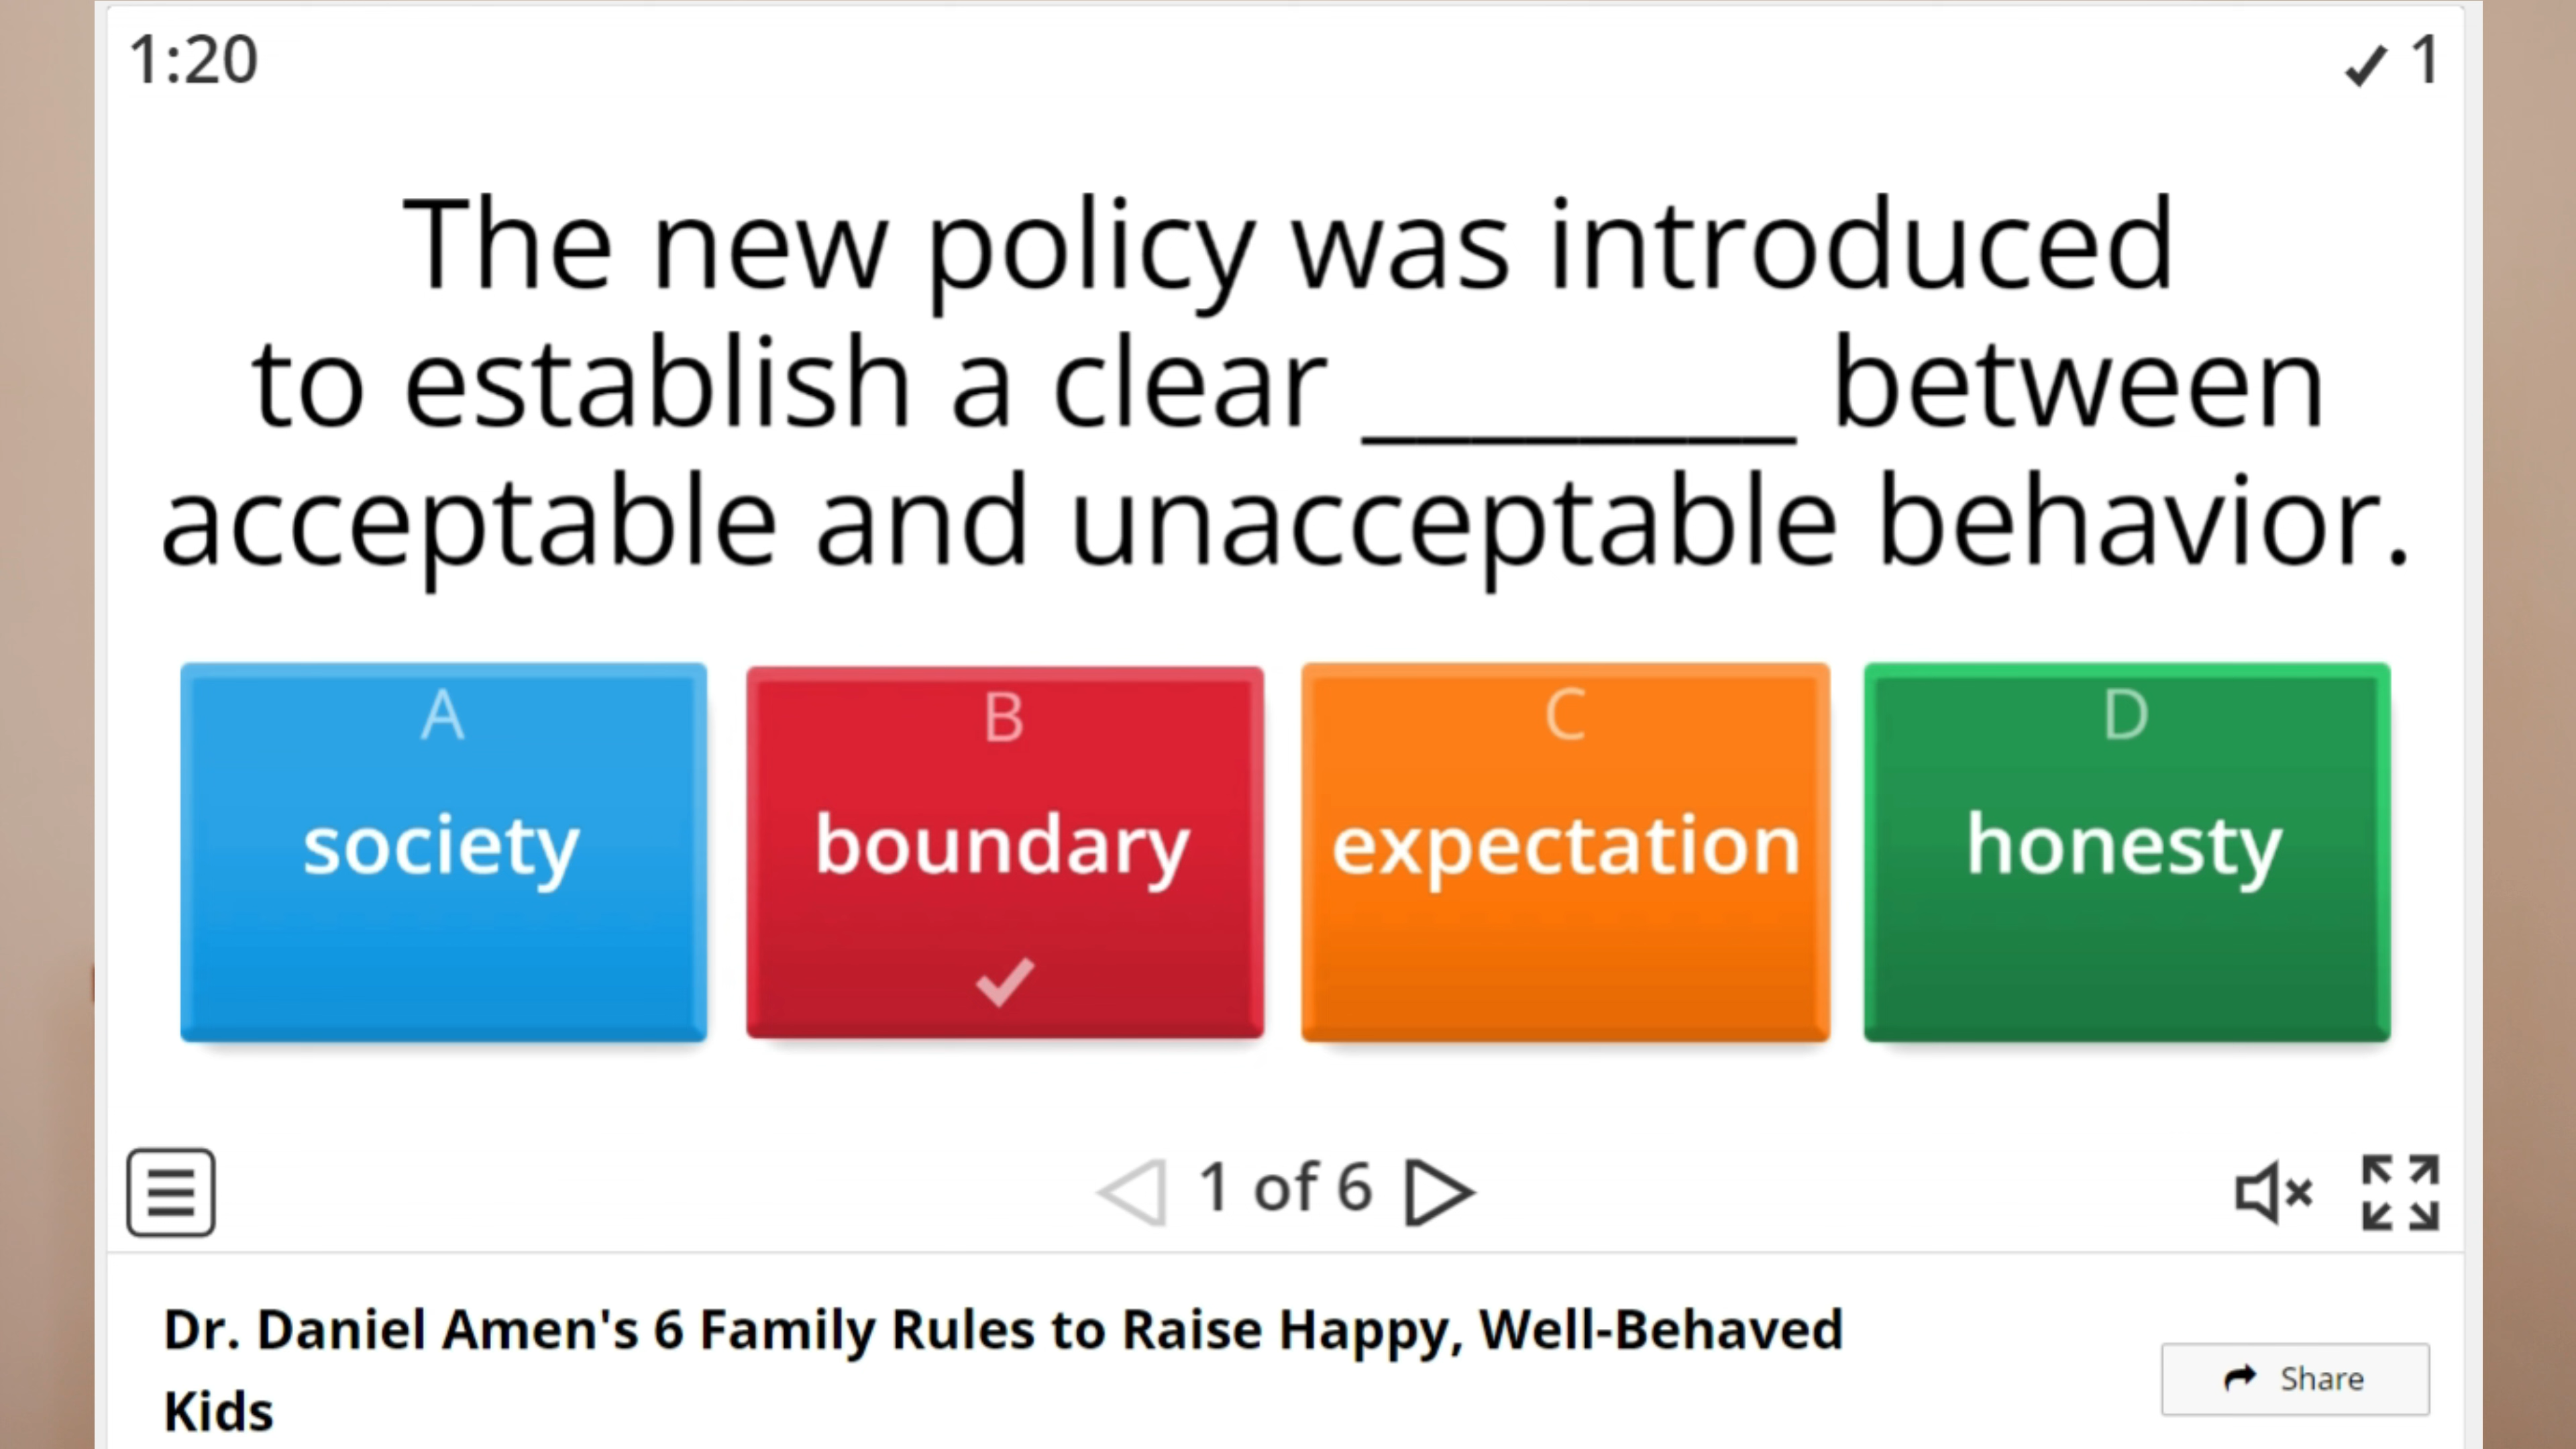 1:20
✓ 1
The new policy was introduced
to establish a clear ________ between
acceptable and unacceptable behavior.
A
society
B
boundary
C
expectation
D
honesty
1 of 6
Dr. Daniel Amen's 6 Family Rules to Raise Happy, Well-Behaved
Kids
Share